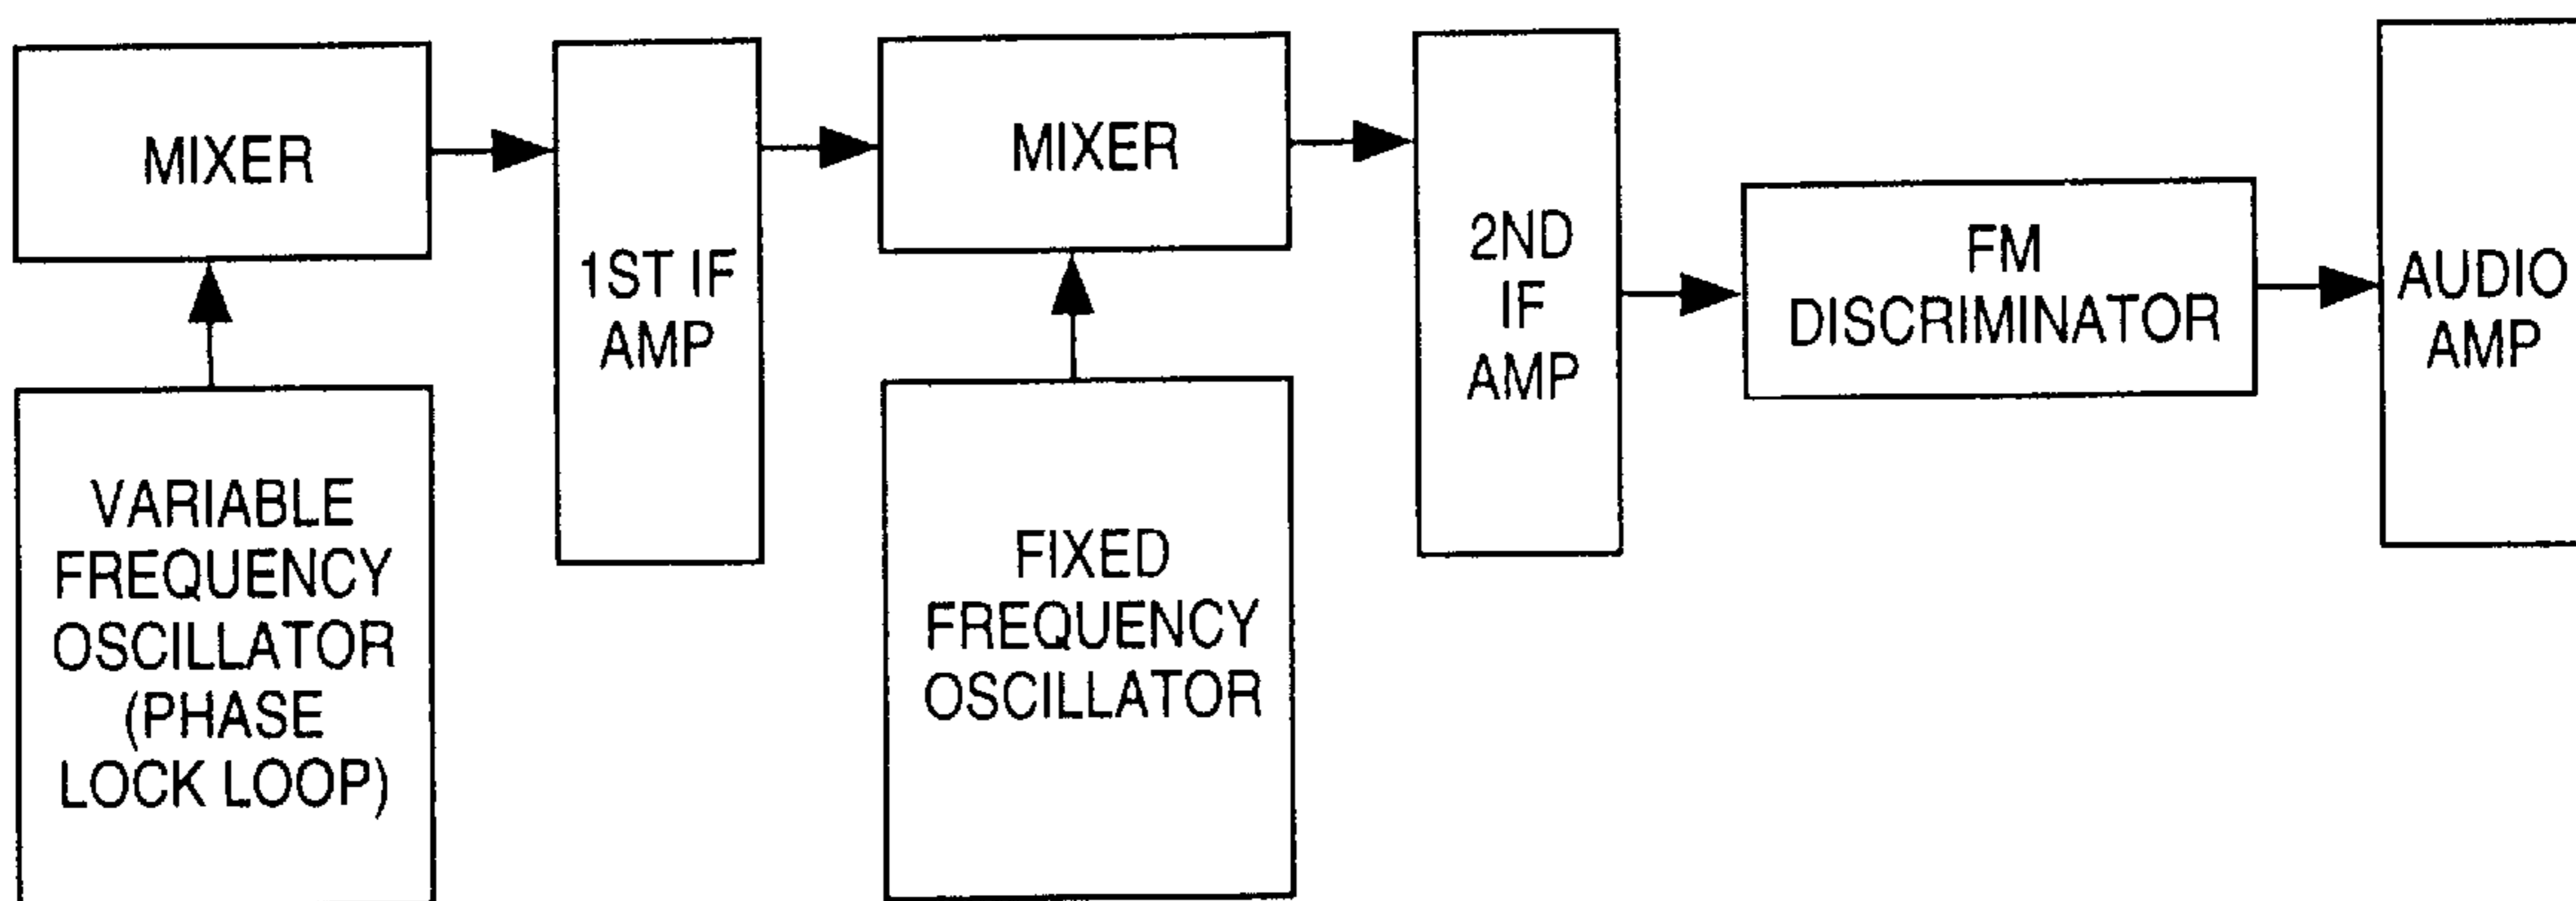 MIXER
1ST IF
AMP
MIXER
2ND
IF
AMP
FM
DISCRIMINATOR
AUDIO
AMP
VARIABLE
FREQUENCY
OSCILLATOR
(PHASE
LOCK LOOP)
FIXED
FREQUENCY
OSCILLATOR